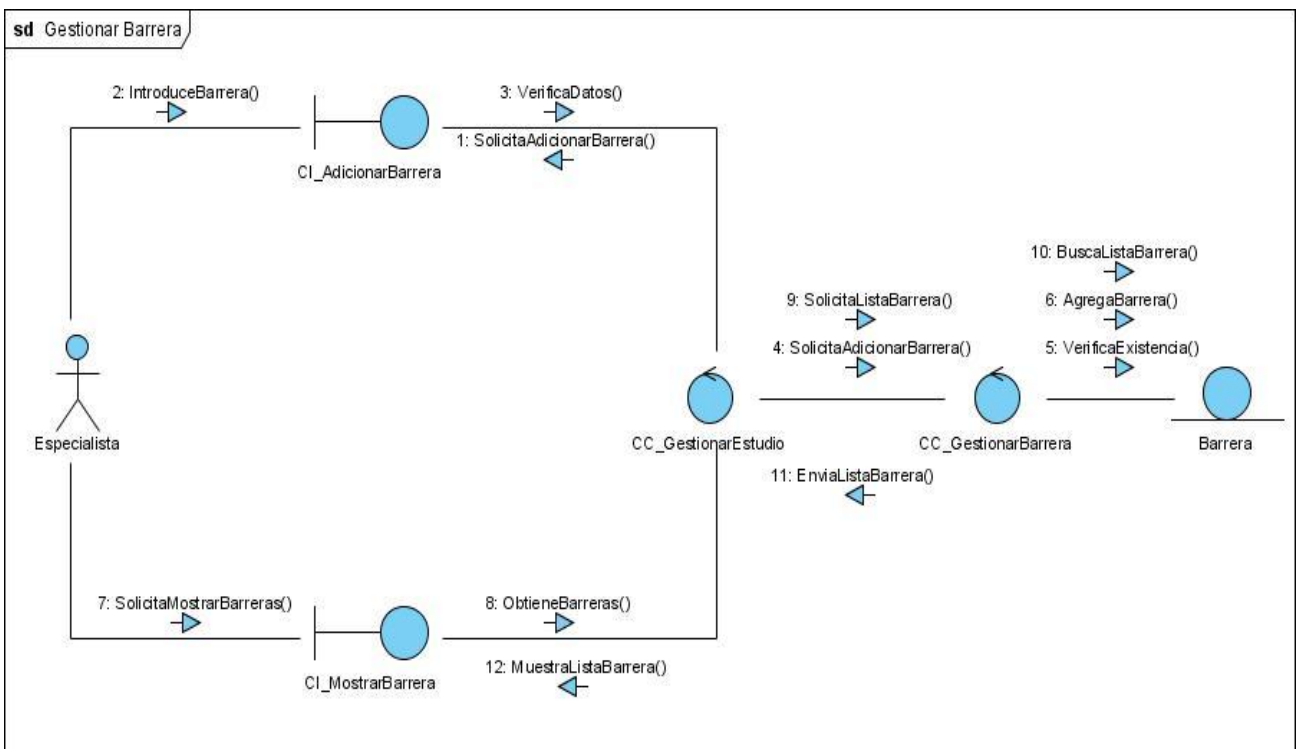 sd Gestionar Barrera
2: IntroduceBarrera()
3: VerificaDatos()
1: SolicitaAdicionarBarrera()
CI_AdicionarBarrera
10: BuscaListaBarrera()
9: SolicitaListaBarrera()
6: AgregaBarrera()
4: SolicitaAdicionarBarrera()
5: VerificaExistencia()
Especialista
CC_GestionarEstudio
CC_GestionarBarrera
Barrera
11: EnviaListaBarrera()
7: SolicitaMostrarBarreras()
8: ObtieneBarreras()
12: MuestraListaBarrera()
CI_MostrarBarrera